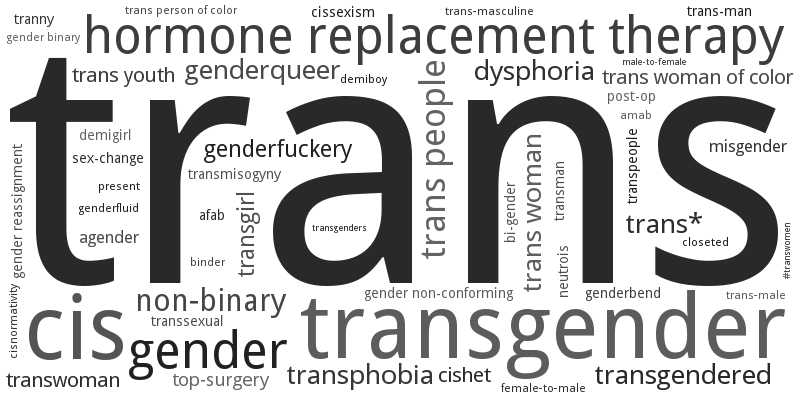 tranny
trans person of color
cissexism
trans-masculine
trans-man
gender binary
hormone replacement therapy
trans youth
genderqueer
demiboy
dysphoria
male-to-female
trans woman of color
trans
trans people
post-op
amab
demigirl
sex-change
genderfuckery
misgender
transmisogyny
present
genderfluid
afab
transgirl
agender
binder
transgenders
bi-gender
trans woman
transman
neutrois
transpeople
trans*
closeted
#transwomen
gender reassignment
cisnormativity
cis
non-binary
transsexual
gender
gender non-conforming
genderbend
trans-male
transgender
transwoman
top-surgery
transphobia
cishet
female-to-male
transgendered